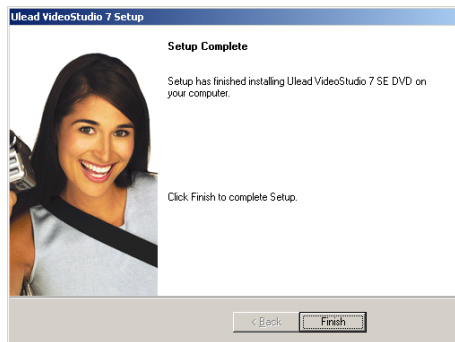 Ulead VideoStudio 7 Setup
Setup Complete
Setup has finished installing Ulead VideoStudio 7 SE DVD on
your computer.
Click Finish to complete Setup.
< Back
Finish